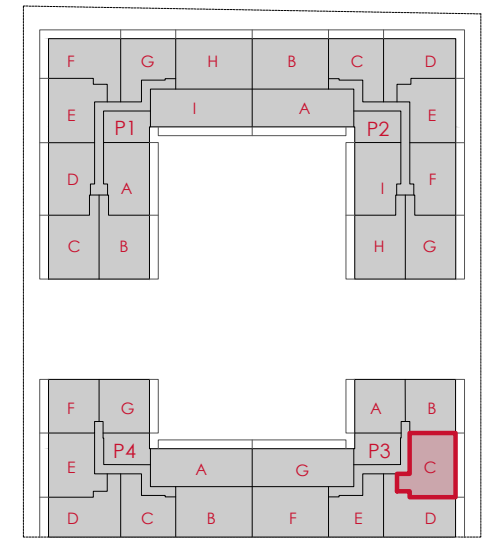 F G H B C D
E I A E
P1 P2
D A I F
C B H G
F G A B
P4 P3
E A G C
D C B F E D